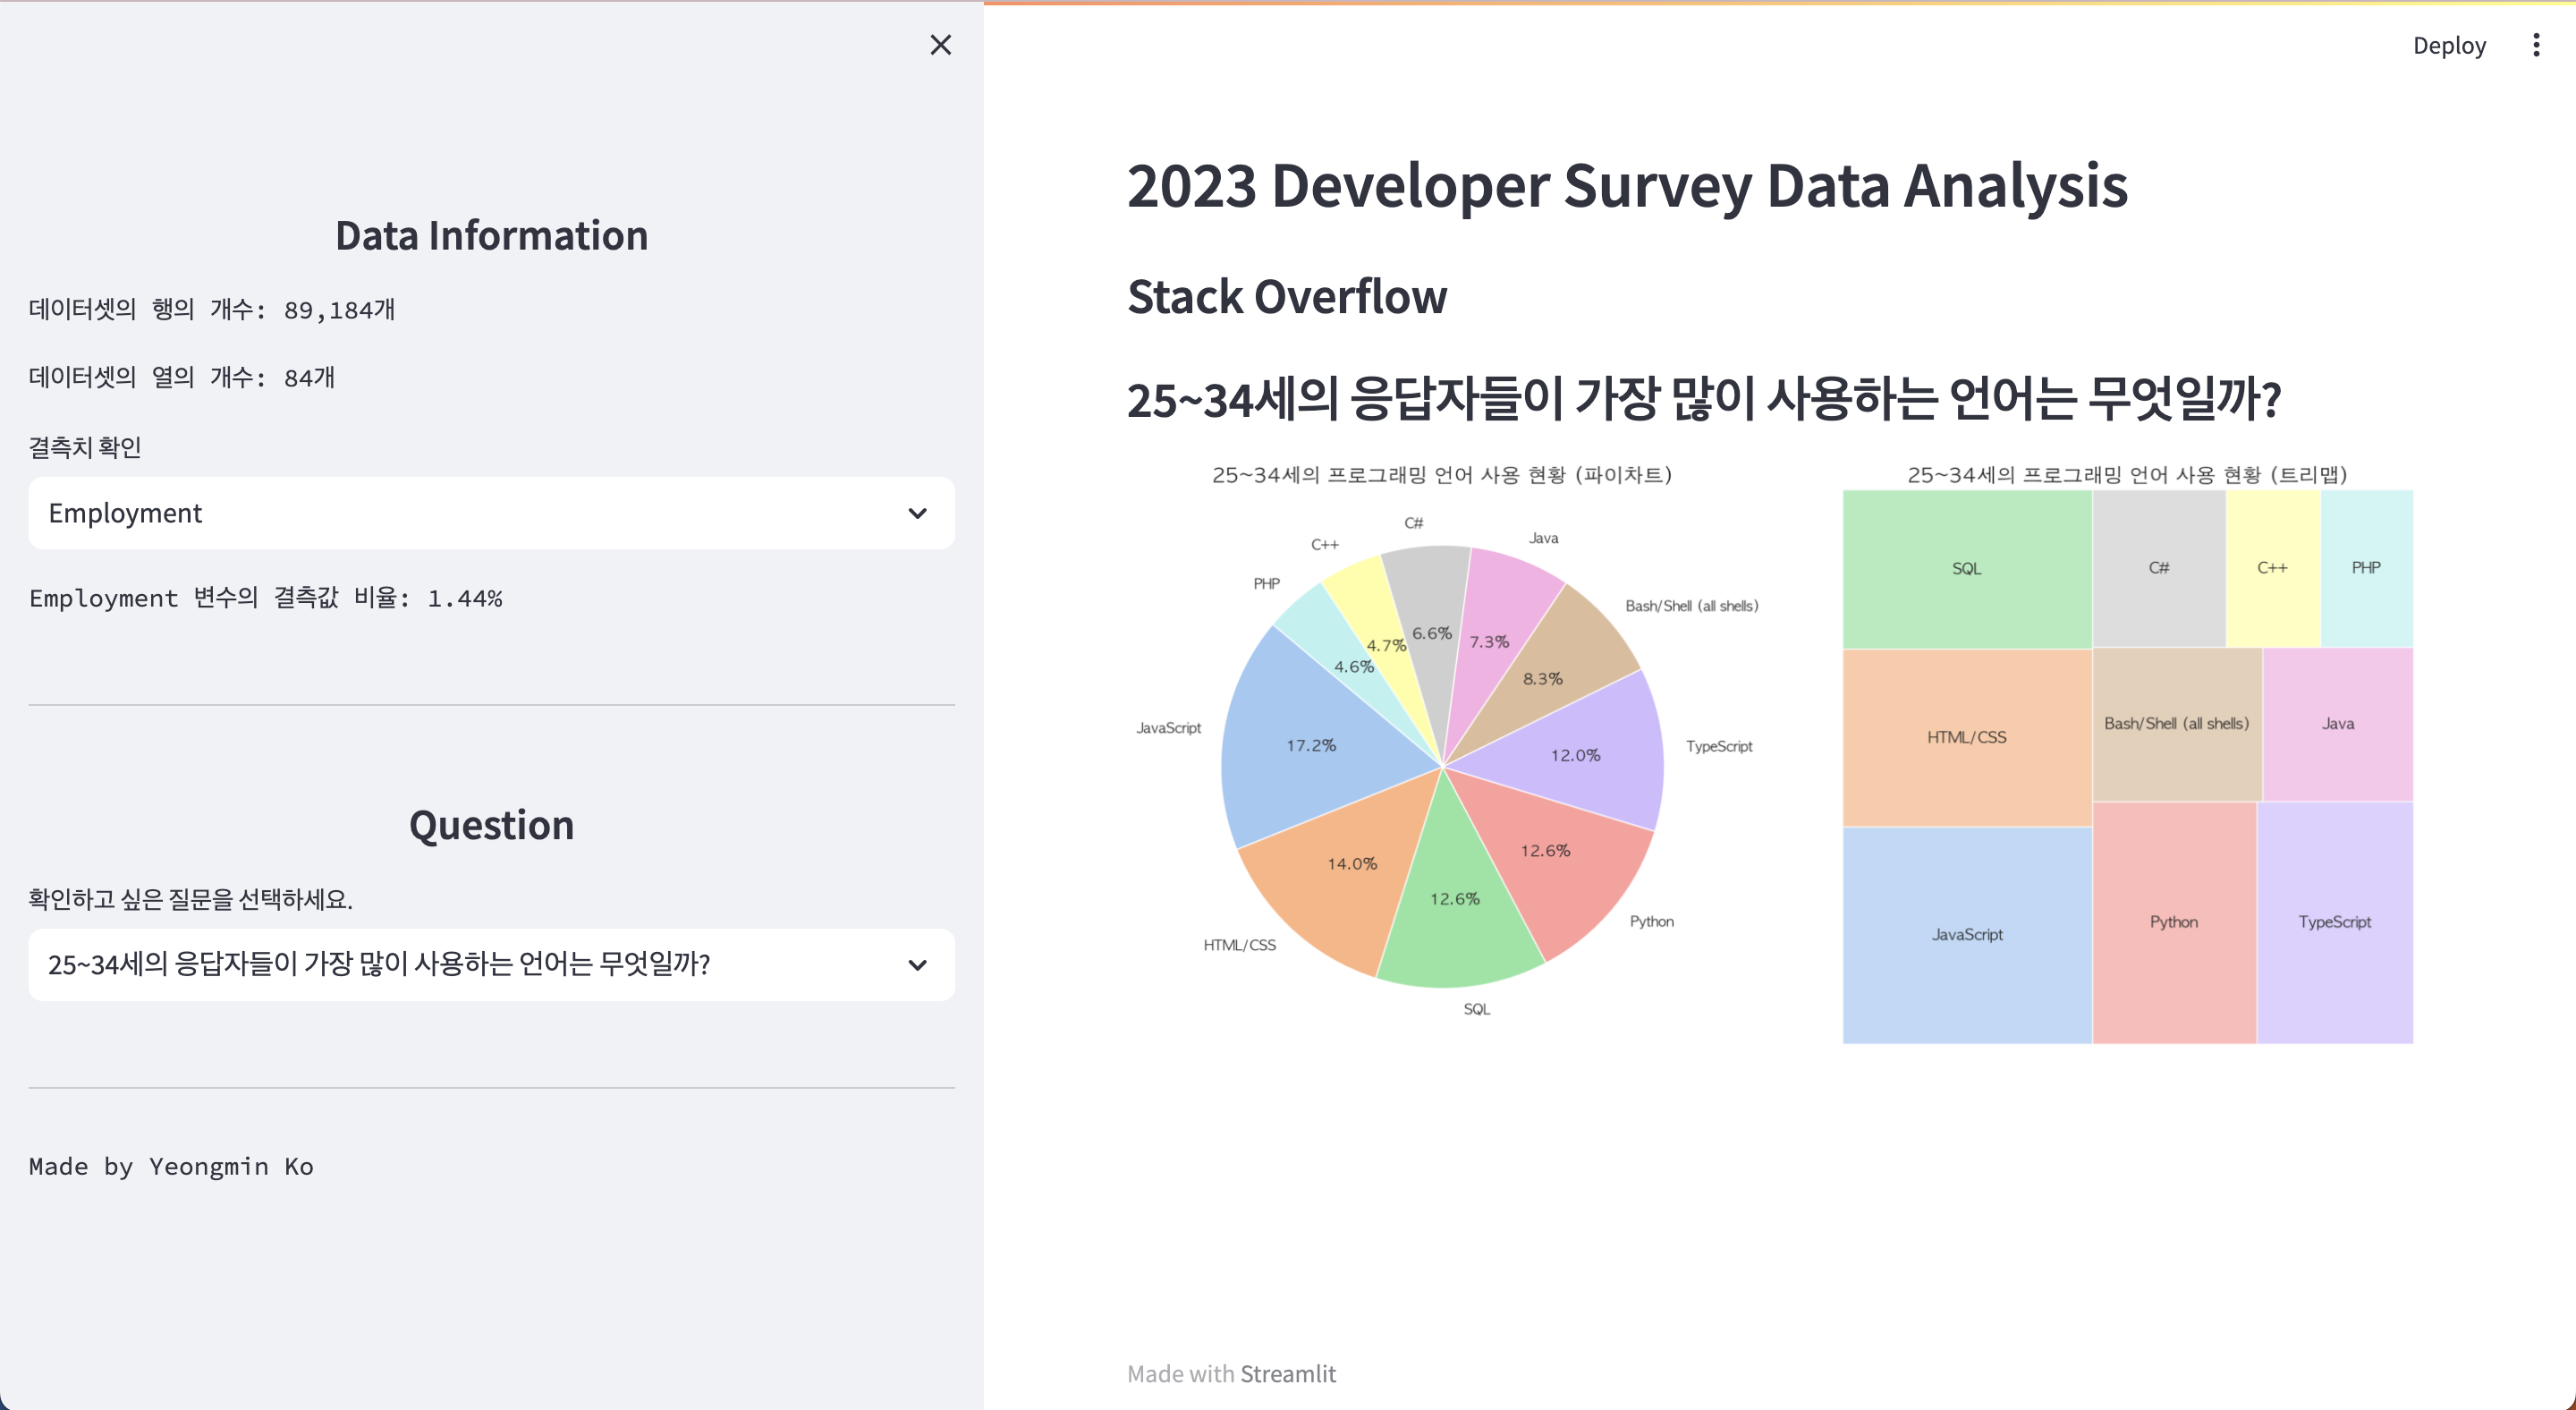 Deploy
Data Information
데이터셋의 행의 개수: 89,184개
데이터셋의 열의 개수: 84개
결측치 확인
Employment
Employment 변수의 결측값 비율: 1.44%
Question
확인하고 싶은 질문을 선택하세요.
25~34세의 응답자들이 가장 많이 사용하는 언어는 무엇일까?
Made by Yeongmin Ko
2023 Developer Survey Data Analysis
Stack Overflow
25~34세의 응답자들이 가장 많이 사용하는 언어는 무엇일까?
25~34세의 프로그래밍 언어 사용 현황 (파이차트)
C#
Java
C++
PHP
Bash/Shell (all shells)
6.6%
7.3%
4.7%
4.6%
8.3%
JavaScript
17.2%
12.0%
TypeScript
14.0%
12.6%
12.6%
Python
HTML/CSS
SQL
25~34세의 프로그래밍 언어 사용 현황 (트리맵)
SQL
C#
C++
PHP
HTML/CSS
Bash/Shell (all shells)
Java
JavaScript
Python
TypeScript
Made with Streamlit